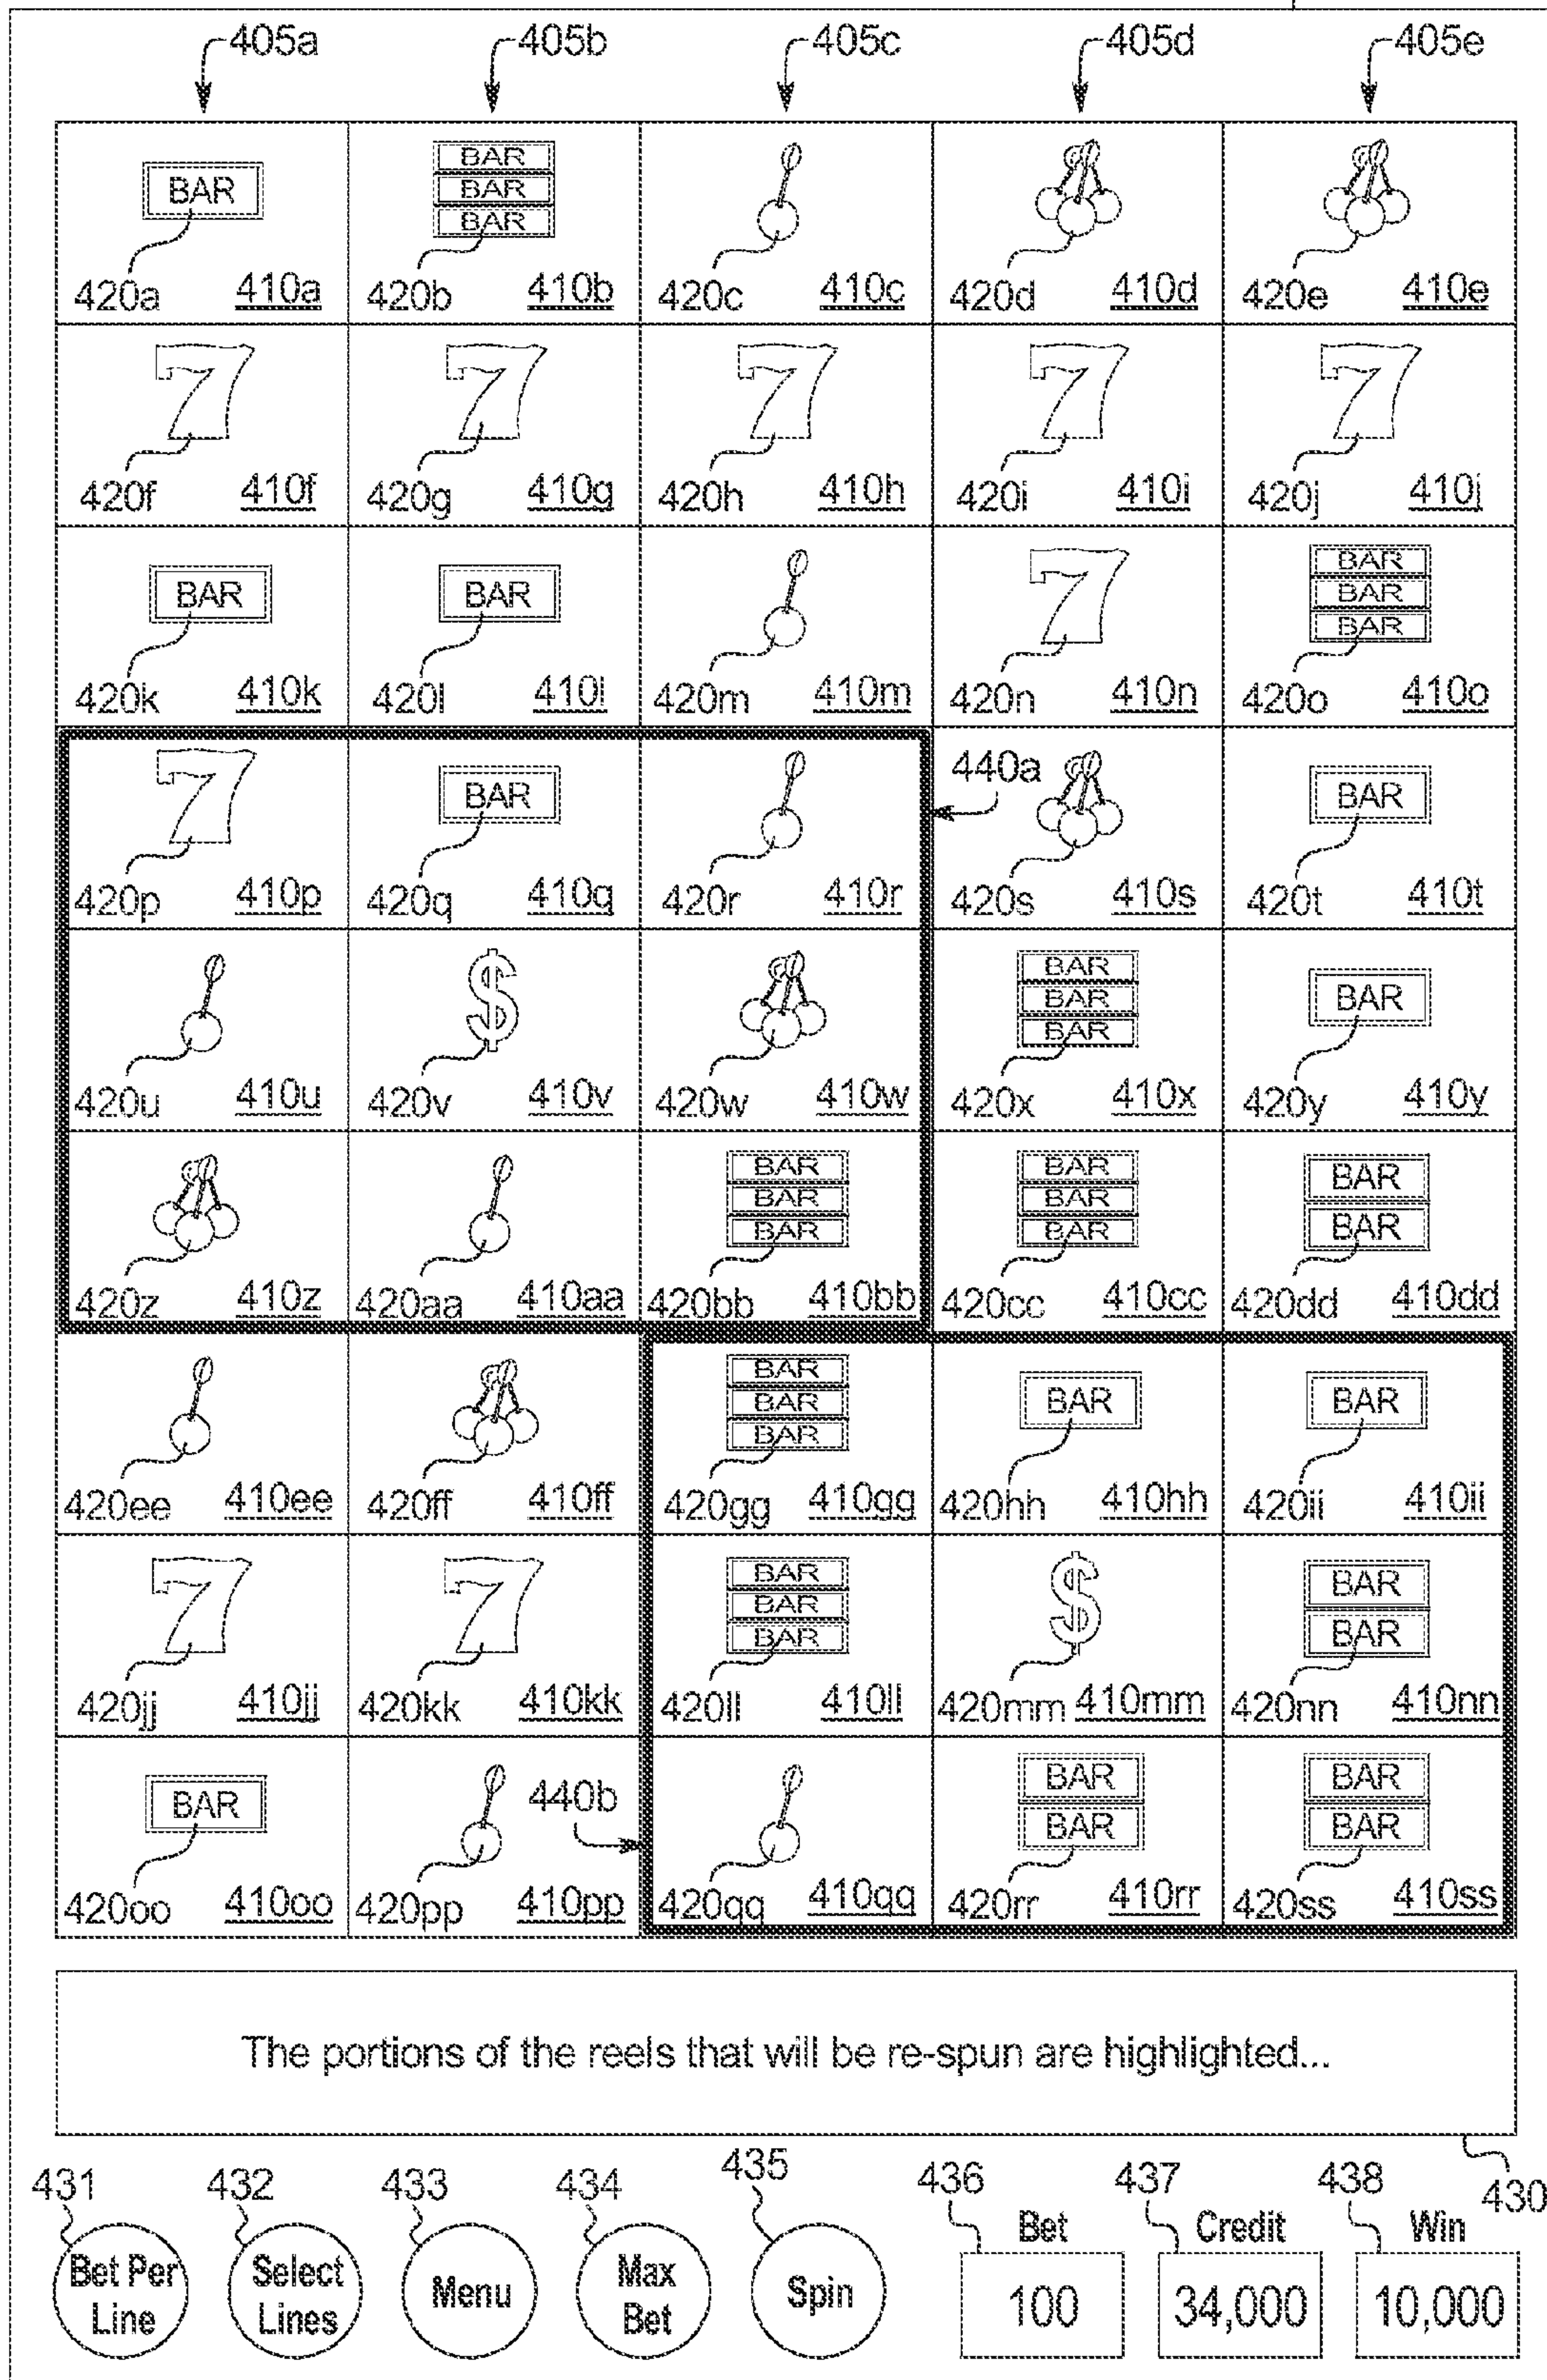 405a 405b 405c 405d 405e
BAR BAR
BAR
BAR
420a 410a 420b 410b 420c 410c 420d 410d 420e 410e
7 7 7 7 7
420f 410f 420g 410g 420h 410h 420i 410i 420j 410j
BAR BAR 7 BAR
BAR
BAR
420k 410k 420l 410l 420m 410m 420n 410n 420o 410o
7 BAR 440a BAR
420p 410p 420q 410q 420r 410r 420s 410s 420t 410t
$ BAR
BAR
BAR BAR
420u 410u 420v 410v 420w 410w 420x 410x 420y 410y
BAR BAR BAR
BAR BAR BAR
BAR BAR
420z 410z 420aa 410aa 420bb 410bb 420cc 410cc 420dd 410dd
BAR BAR BAR
BAR
BAR
420ee 410ee 420ff 410ff 420gg 410gg 420hh 410hh 420ii 410ii
7 7 BAR $ BAR
BAR BAR
BAR
420jj 410jj 420kk 410kk 420ll 410ll 420mm 410mm 420nn 410nn
BAR 440b BAR BAR
BAR BAR
420oo 410oo 420pp 410pp 420qq 410qq 420rr 410rr 420ss 410ss
The portions of the reels that will be re-spun are highlighted...
430
431 432 433 434 435 436 437 438
Bet Credit Win
Bet Per
Line
Select
Lines
Menu
Max
Bet
Spin
100 34,000 10,000